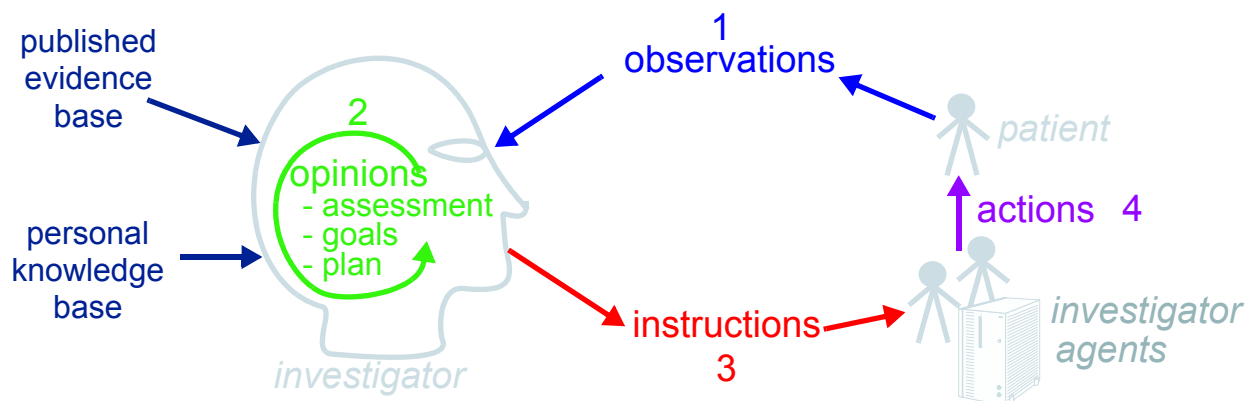 published
evidence
base
personal
knowledge
base
2
opinions
- assessment
- goals
- plan
investigator
1
observations
patient
actions 4
instructions
3
investigator
agents